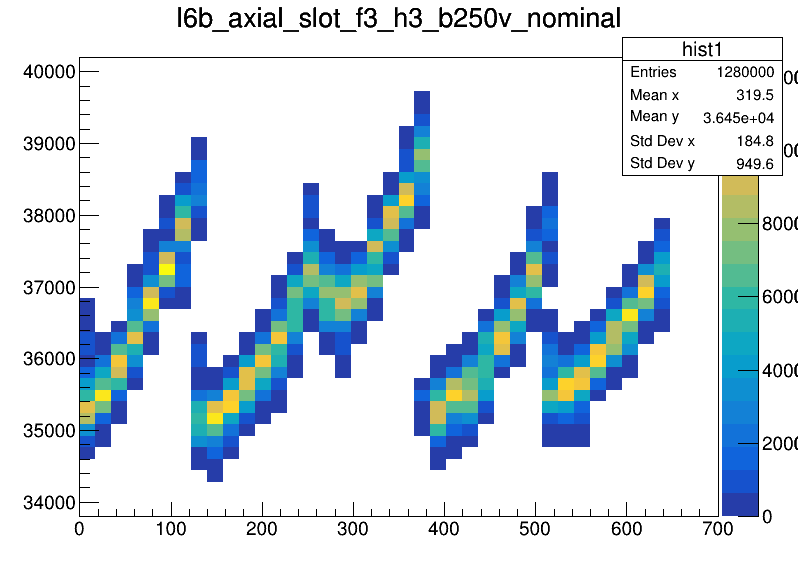 l6b_axial_slot_f3_h3_b250v_nominal
hist1
Entries 1280000
Mean x 319.5
Mean y 3.645e+04
Std Dev x 184.8
Std Dev y 949.6
40000
39000
38000
37000
36000
35000
34000
0 100 200 300 400 500 600 700
8000
6000
4000
2000
0